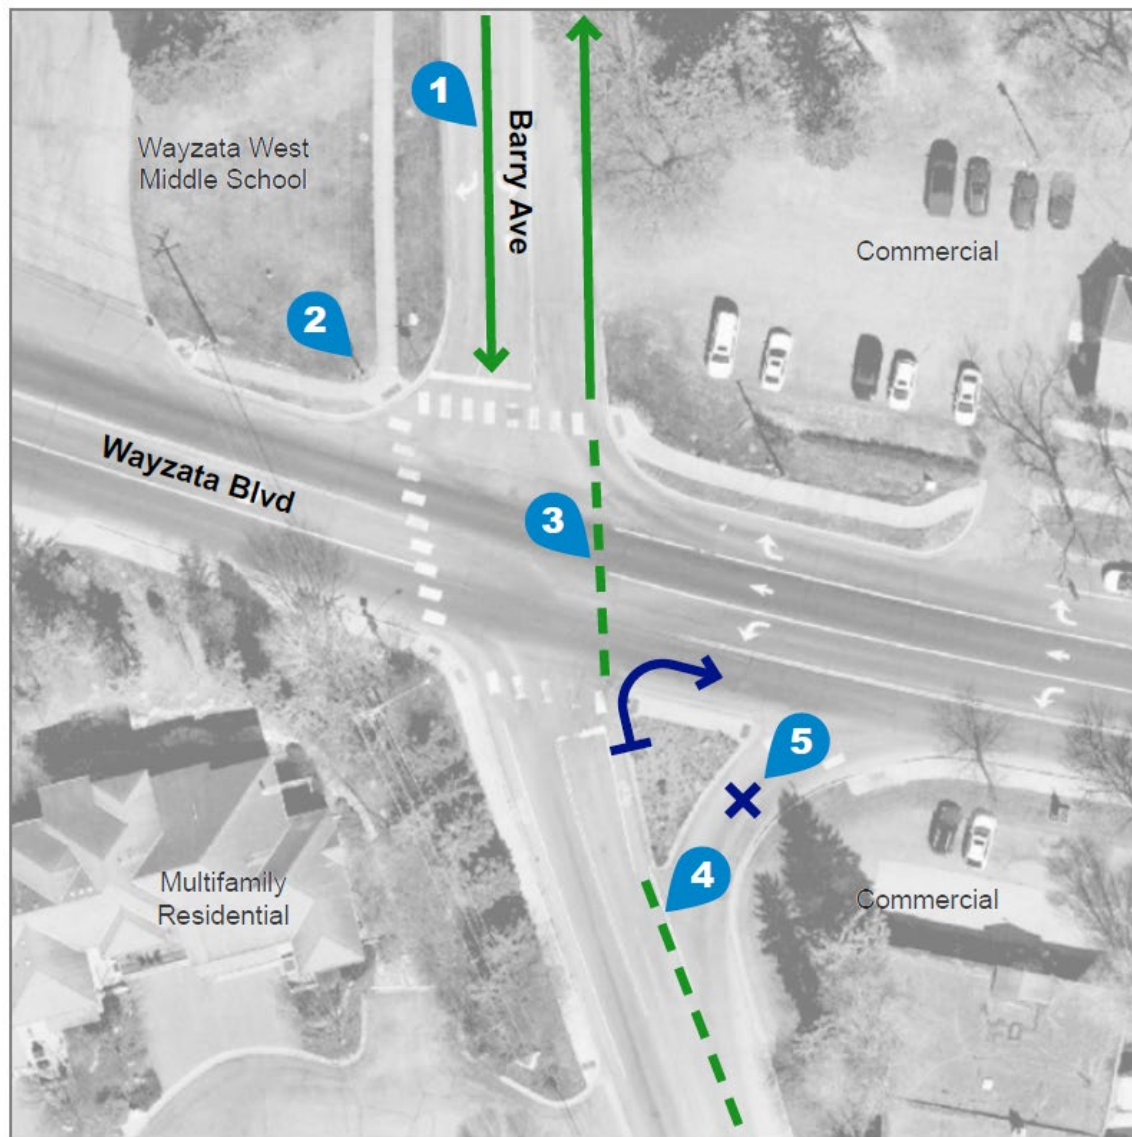 1
Barry Ave
Wayzata West
Middle School
Commercial
2
Wayzata Blvd
3
5
4
Multifamily
Residential
Commercial